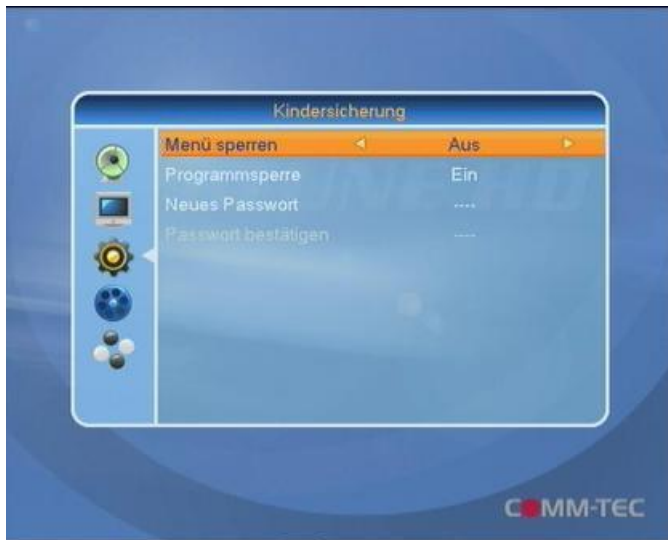 Kindersicherung
Menü sperren Aus
Programmsperre Ein
Neues Passwort ----
Passwort bestätigen ----
COMM-TEC